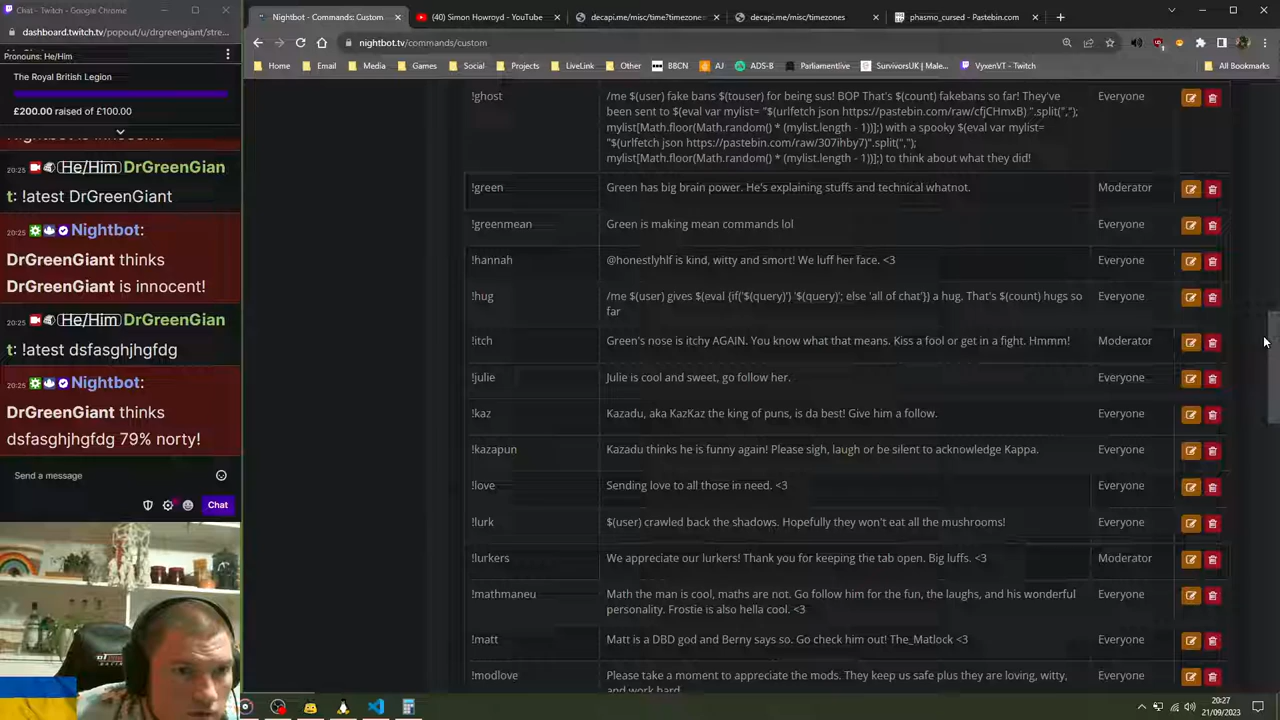 Chat - Twitch - Google Chrome
dashboard.twitch.tv/popout/u/drgreengiant/stre...
Pronouns: He/Him
The Royal British Legion
£200.00 raised of £100.00
20:25 He/Him DrGreenGian
t: !latest DrGreenGiant
20:25 Nightbot:
DrGreenGiant thinks
DrGreenGiant is innocent!
20:25 He/Him DrGreenGian
t: !latest dsfasghjhgfdg
20:25 Nightbot:
DrGreenGiant thinks
dsfasghjhgfdg 79% norty!
Send a message
Chat
Nightbot - Commands: Custom
(40) Simon Howroyd - YouTube
decapi.me/misc/time?timezone=
decapi.me/misc/timezones
phasmo_cursed - Pastebin.com
nightbot.tv/commands/custom
Home Email Media Games Social Projects LiveLink Other BBCN AJ ADS-B Parliamentlive SurvivorsUK | Male... VyxenVT - Twitch All Bookmarks
!ghost /me $(user) fake bans $(touser) for being sus! BOP That's $(count) fakebans so far! They've Everyone
been sent to $(eval var mylist= "$(urlfetch json https://pastebin.com/raw/cfjCHmxB) ".split(",");
mylist[Math.floor(Math.random() * (mylist.length - 1))];) with a spooky $(eval var mylist=
"$(urlfetch json https://pastebin.com/raw/307ihby7)".split(",");
mylist[Math.floor(Math.random() * (mylist.length - 1))];) to think about what they did!
!green Green has big brain power. He's explaining stuffs and technical whatnot. Moderator
!greenmean Green is making mean commands lol Everyone
!hannah @honestlyhlf is kind, witty and smort! We luff her face. <3 Everyone
!hug /me $(user) gives $(eval {if('$(query)') '$(query)'; else 'all of chat'}) a hug. That's $(count) hugs so Everyone
far
!itch Green's nose is itchy AGAIN. You know what that means. Kiss a fool or get in a fight. Hmmm! Moderator
!julie Julie is cool and sweet, go follow her. Everyone
!kaz Kazadu, aka KazKaz the king of puns, is da best! Give him a follow. Everyone
!kazapun Kazadu thinks he is funny again! Please sigh, laugh or be silent to acknowledge Kappa. Everyone
!love Sending love to all those in need. <3 Everyone
!lurk $(user) crawled back the shadows. Hopefully they won't eat all the mushrooms! Everyone
!lurkers We appreciate our lurkers! Thank you for keeping the tab open. Big luffs. <3 Moderator
!mathmaneu Math the man is cool, maths are not. Go follow him for the fun, the laughs, and his wonderful Everyone
personality. Frostie is also hella cool. <3
!matt Matt is a DBD god and Berny says so. Go check him out! The_Matlock <3 Everyone
!modlove Please take a moment to appreciate the mods. They keep us safe plus they are loving, witty, Everyone
and work hard
20:27
21/09/2023